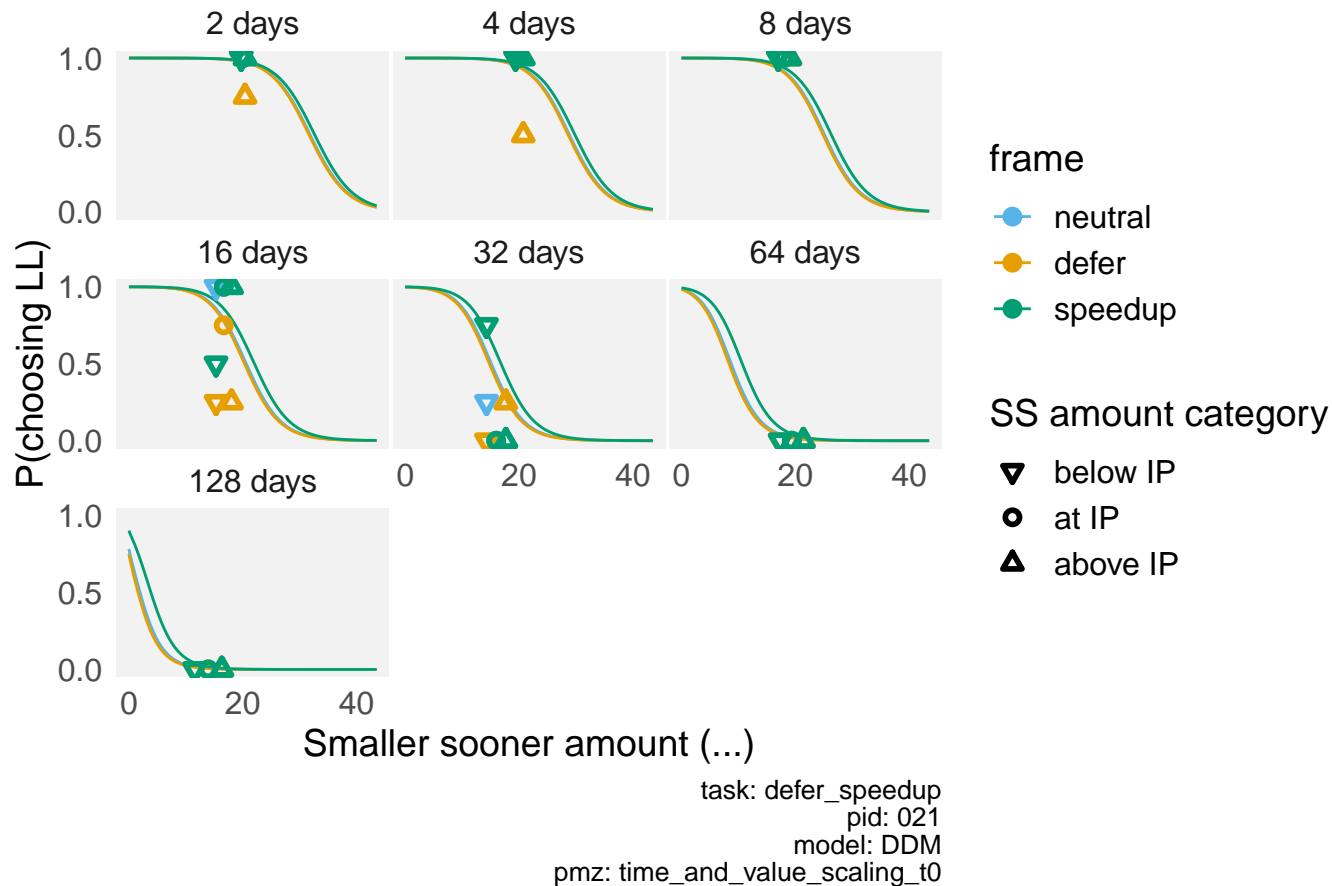 2 days
4 days
8 days
1.0
0.5
0.0
16 days
32 days
64 days
1.0
0.5
0.0
0
20
40
0
20
40
128 days
1.0
0.5
0.0
0
20
40
P(choosing LL)
Smaller sooner amount (...)
frame
neutral
defer
speedup
SS amount category
below IP
at IP
above IP
task: defer_speedup
pid: 021
model: DDM
pmz: time_and_value_scaling_t0